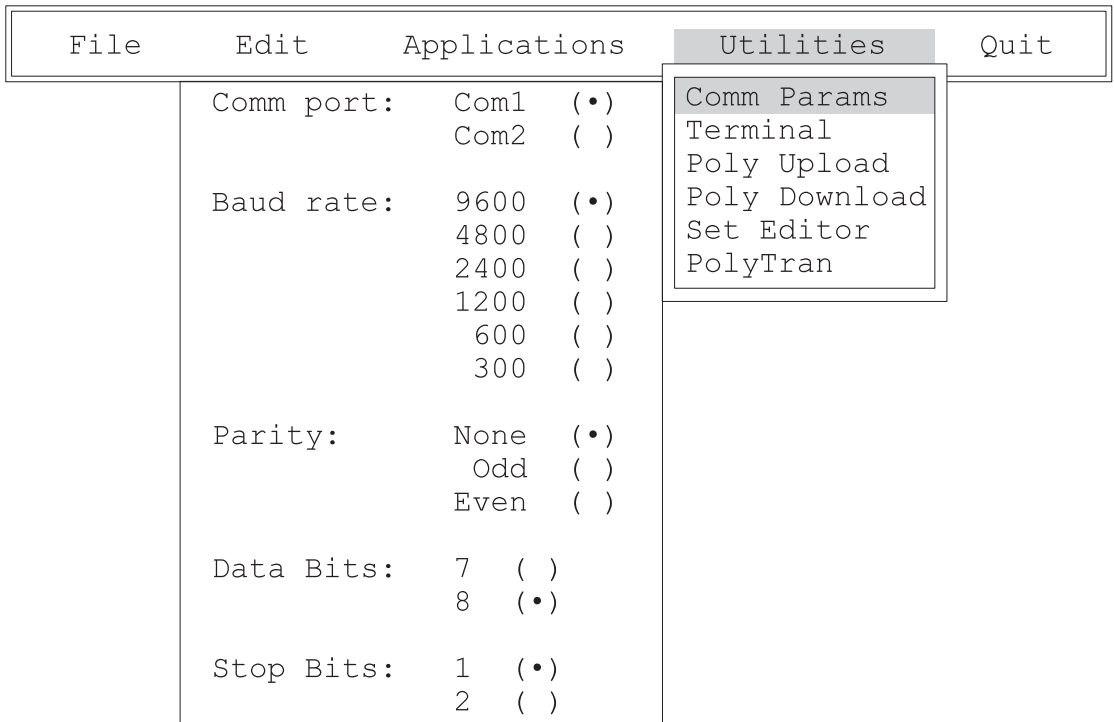 File Edit Applications Utilities Quit
Comm port: Com1 (•)
Com2 ( )
Baud rate: 9600 (•)
4800 ( )
2400 ( )
1200 ( )
600 ( )
300 ( )
Parity: None (•)
Odd ( )
Even ( )
Data Bits: 7 ( )
8 (•)
Stop Bits: 1 (•)
2 ( )
Comm Params
Terminal
Poly Upload
Poly Download
Set Editor
PolyTran